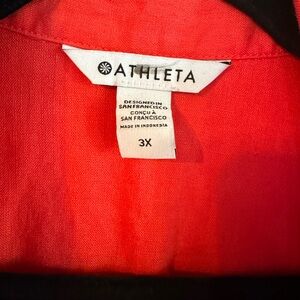 ATHLETA
DESIGNED IN
SAN FRANCISCO
CONÇU À
SAN FRANCISCO
MADE IN INDONESIA
3X